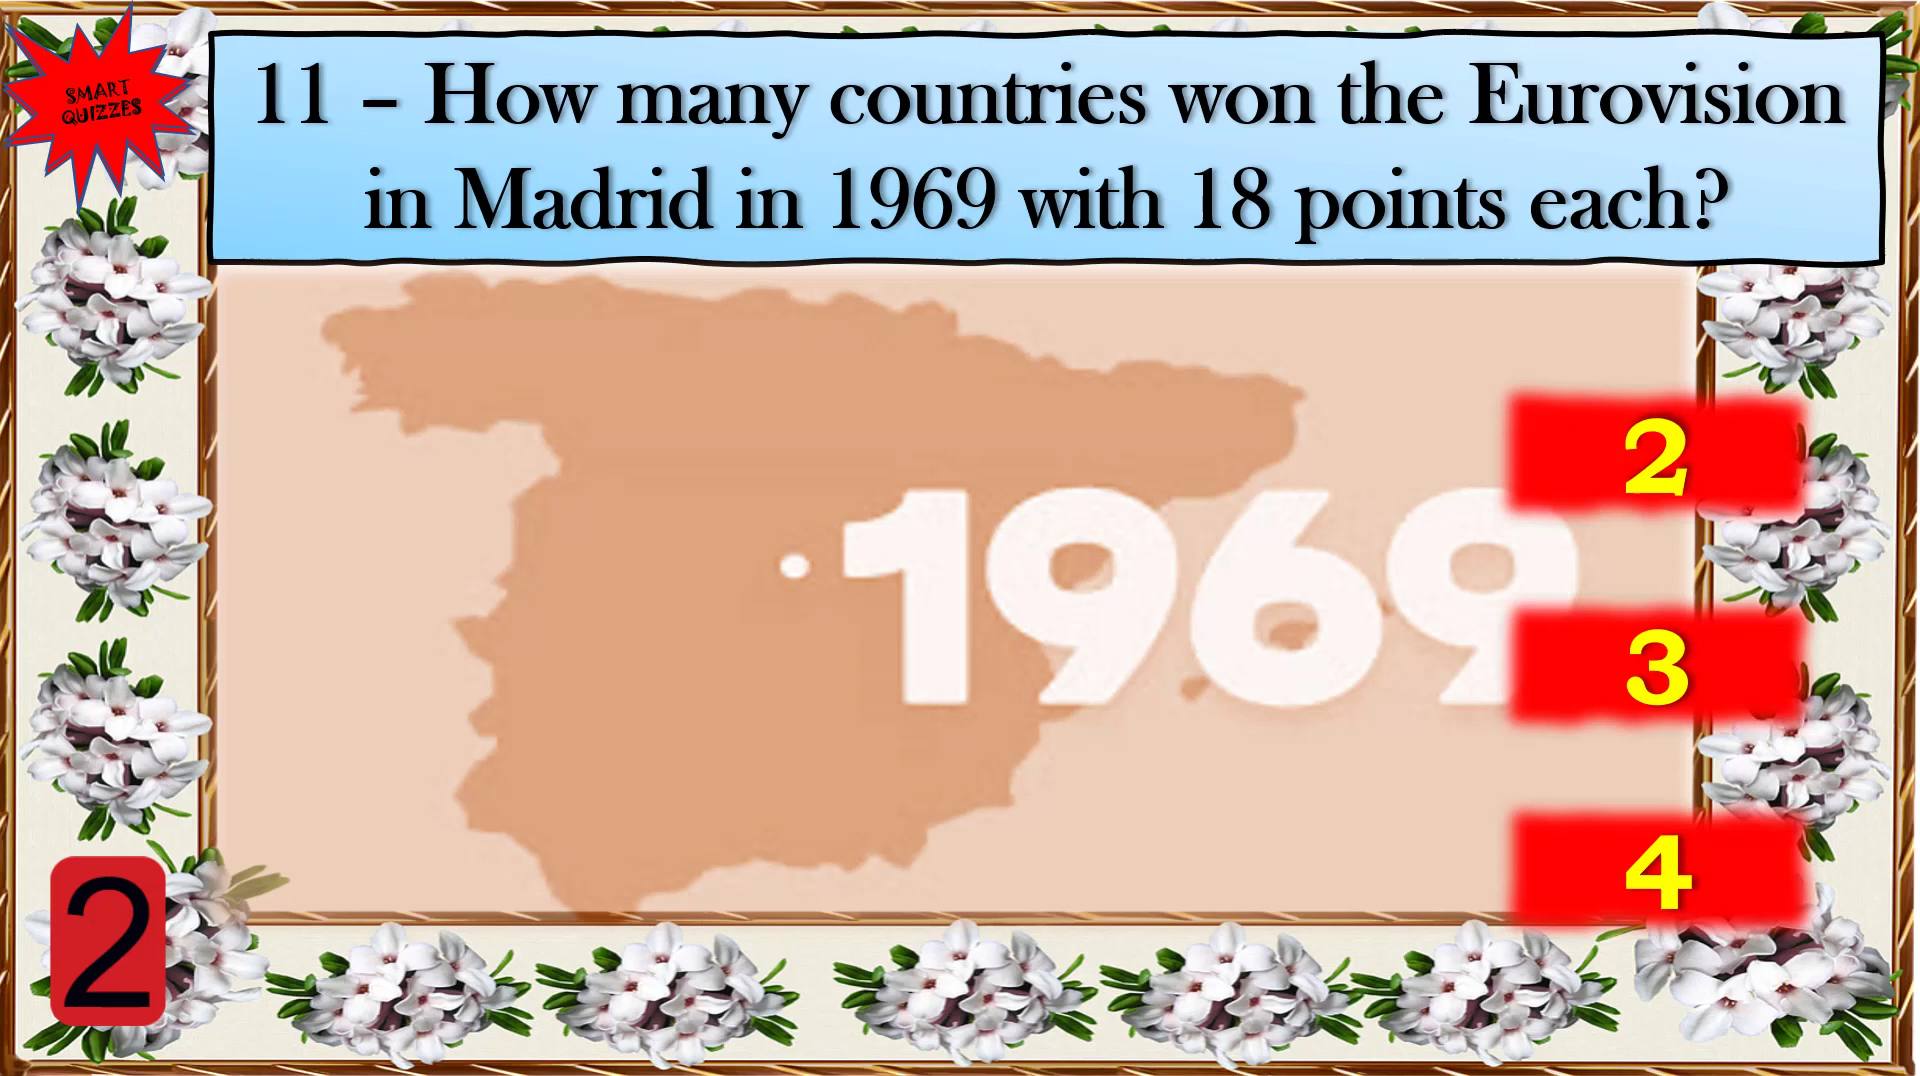 SMART
QUIZZES
11 – How many countries won the Eurovision
in Madrid in 1969 with 18 points each?
1969
2
3
4
2